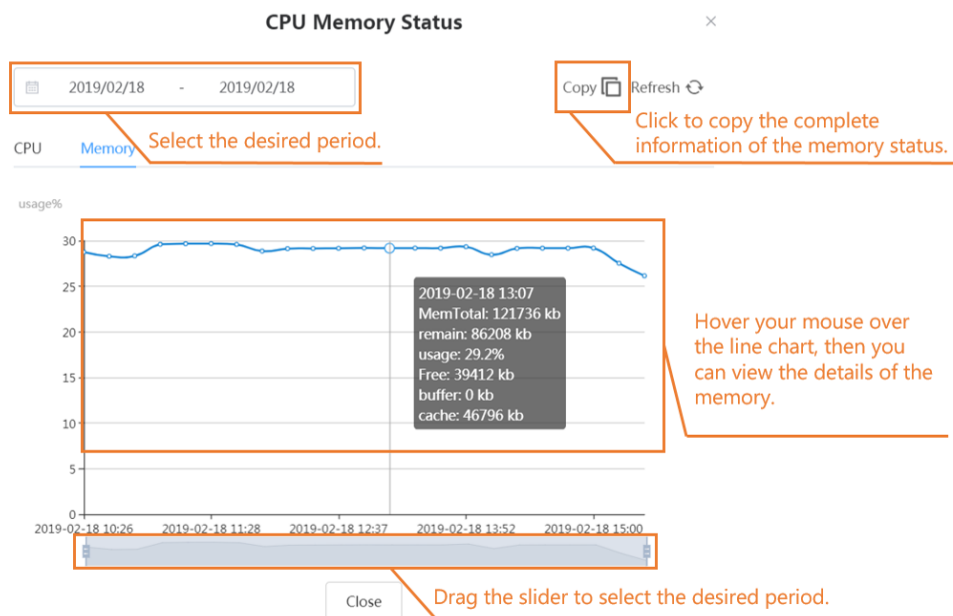 CPU Memory Status
2019/02/18 - 2019/02/18
Copy Refresh
Select the desired period.
Click to copy the complete
information of the memory status.
CPU Memory
usage%
30
25
20
15
10
5
0
2019-02-18 13:07
MemTotal: 121736 kb
remain: 86208 kb
usage: 29.2%
Free: 39412 kb
buffer: 0 kb
cache: 46796 kb
Hover your mouse over
the line chart, then you
can view the details of the
memory.
2019-02-18 10:26 2019-02-18 11:28 2019-02-18 12:37 2019-02-18 13:52 2019-02-18 15:00
Close
Drag the slider to select the desired period.